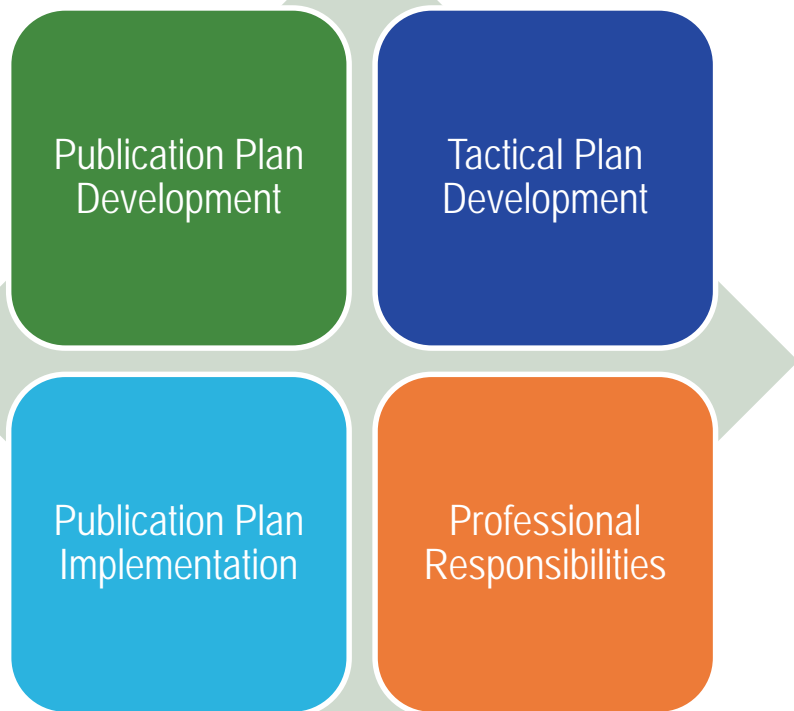 Publication Plan
Development
Tactical Plan
Development
Publication Plan
Implementation
Professional
Responsibilities